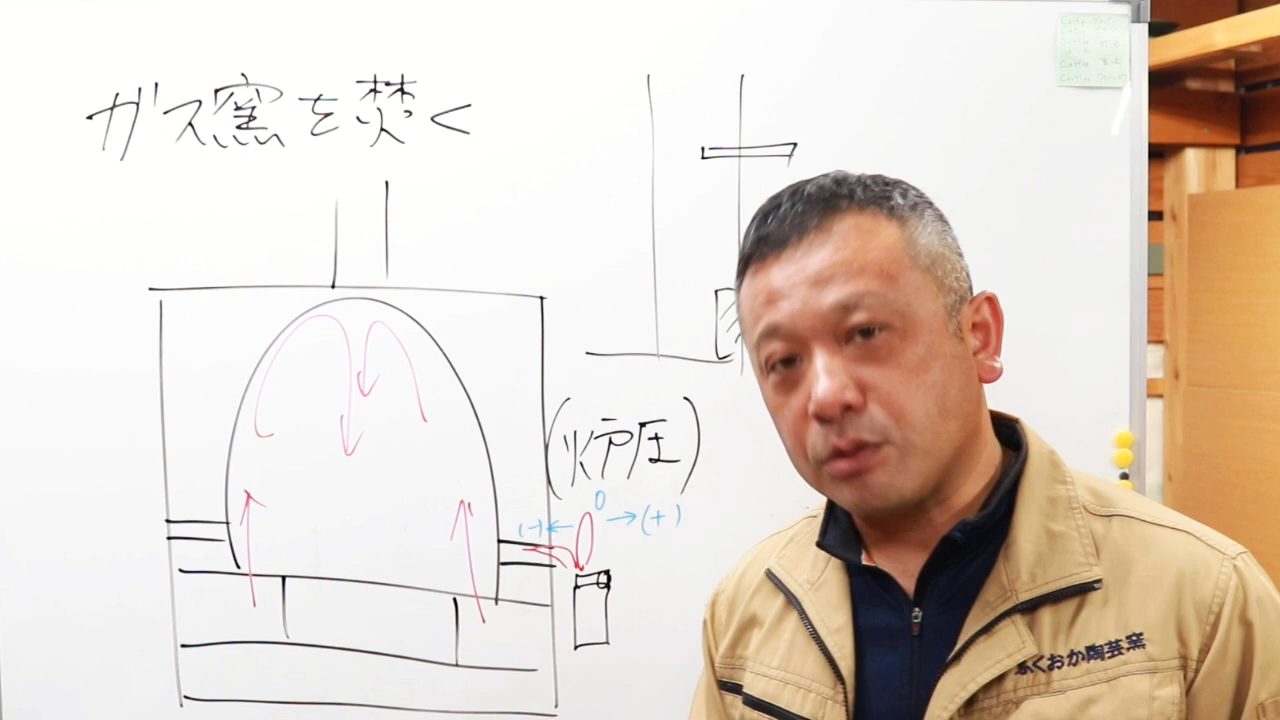 ガス窯を焚く
(炉圧)
0
(-)← →(+)
ふくおか陶芸窯